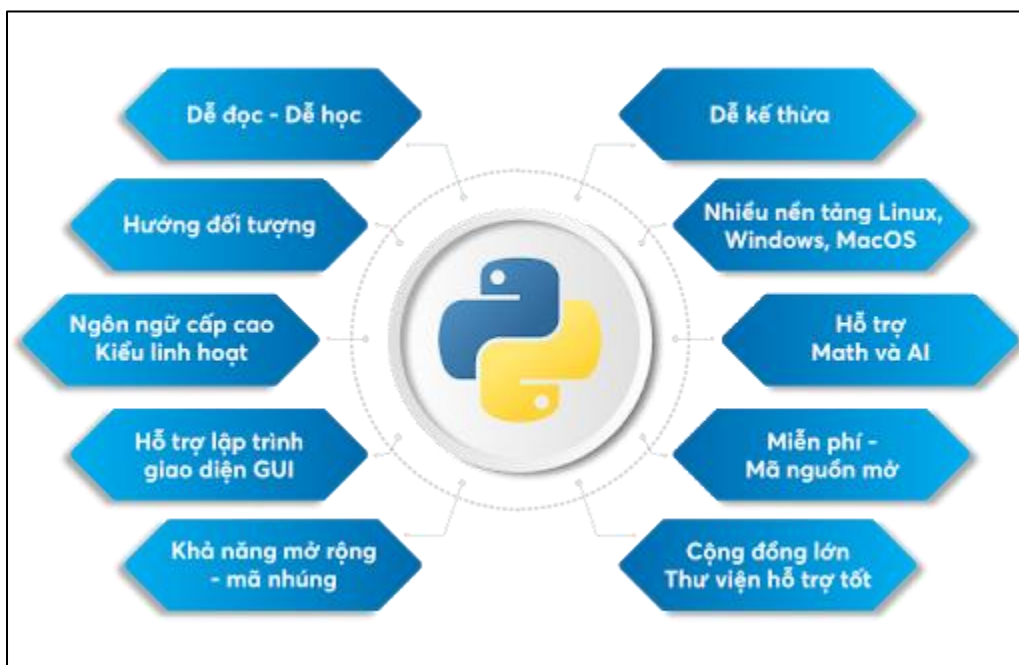 Dễ đọc - Dễ học
Dễ kế thừa
Hướng đối tượng
Nhiều nền tảng Linux,
Windows, MacOS
Ngôn ngữ cấp cao
Kiểu linh hoạt
Hỗ trợ
Math và AI
Hỗ trợ lập trình
giao diện GUI
Miễn phí -
Mã nguồn mở
Khả năng mở rộng
- mã nhúng
Cộng đồng lớn
Thư viện hỗ trợ tốt